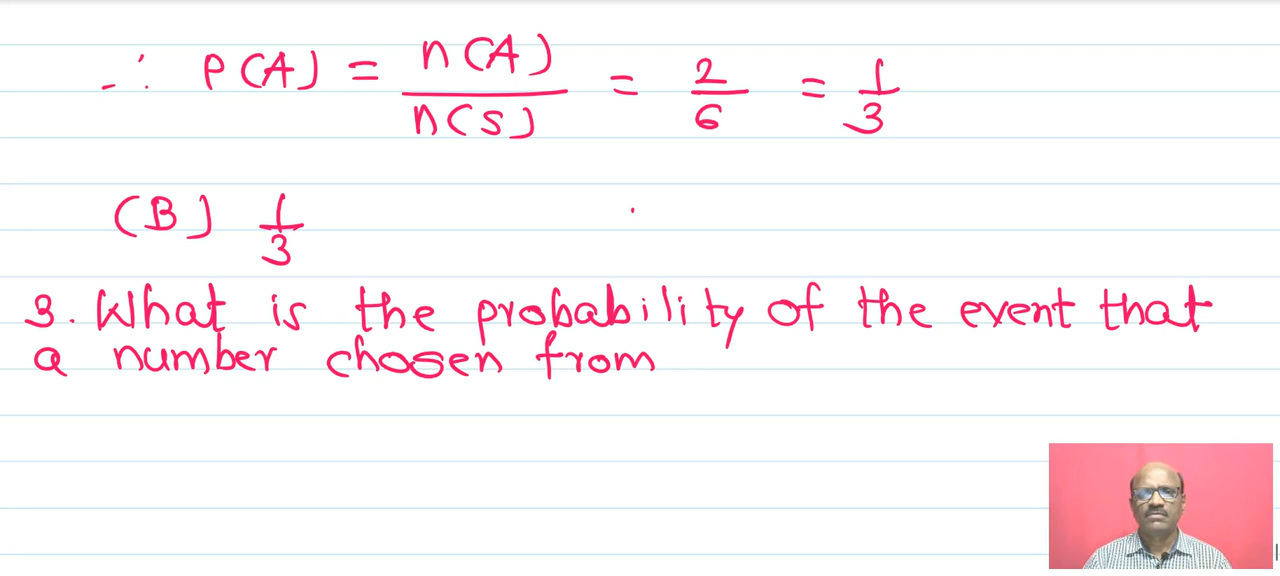 ∴ P(A) = n(A)/n(S) = 2/6 = 1/3
(B) 1/3
3. What is the probability of the event that
a number chosen from